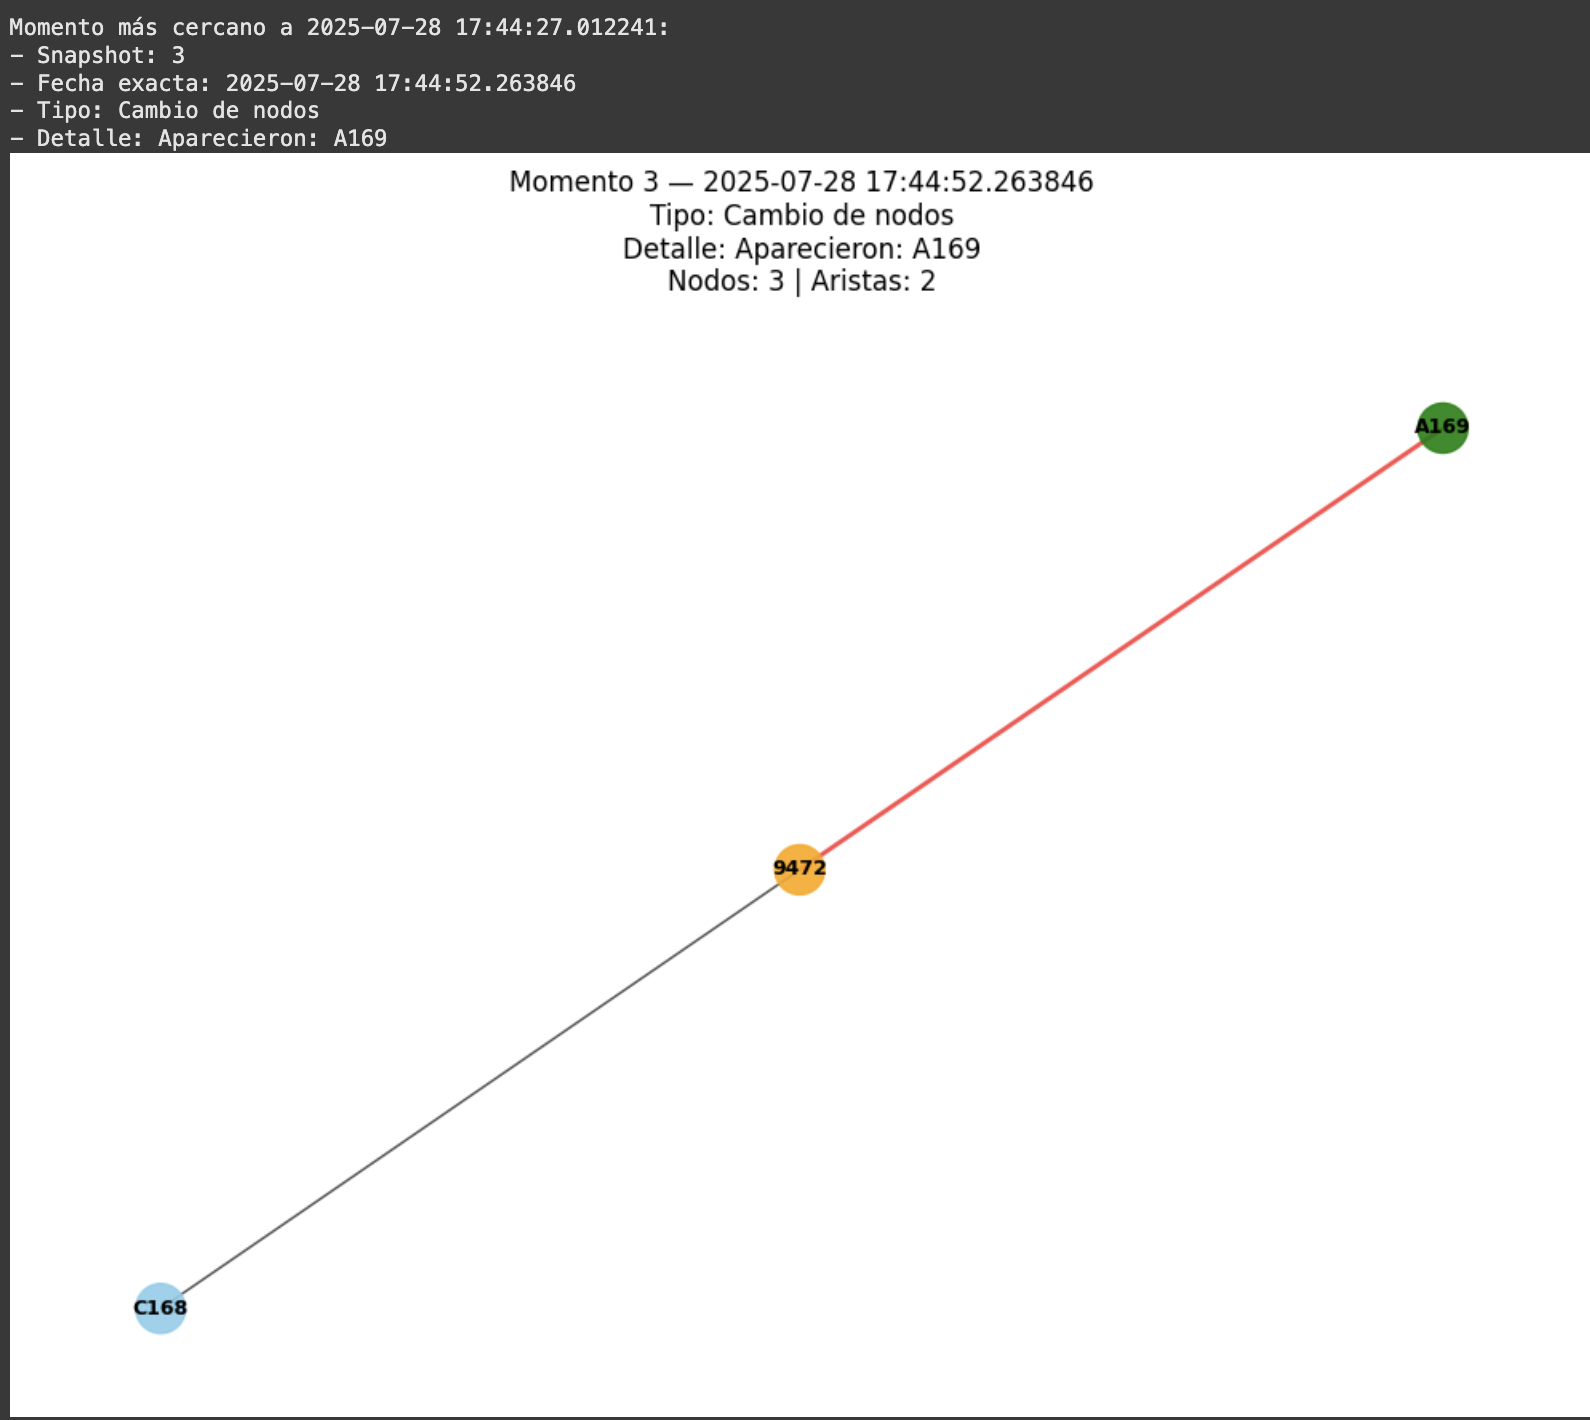 Momento más cercano a 2025-07-28 17:44:27.012241:
- Snapshot: 3
- Fecha exacta: 2025-07-28 17:44:52.263846
- Tipo: Cambio de nodos
- Detalle: Aparecieron: A169
Momento 3 — 2025-07-28 17:44:52.263846
Tipo: Cambio de nodos
Detalle: Aparecieron: A169
Nodos: 3 | Aristas: 2
A169
9472
C168